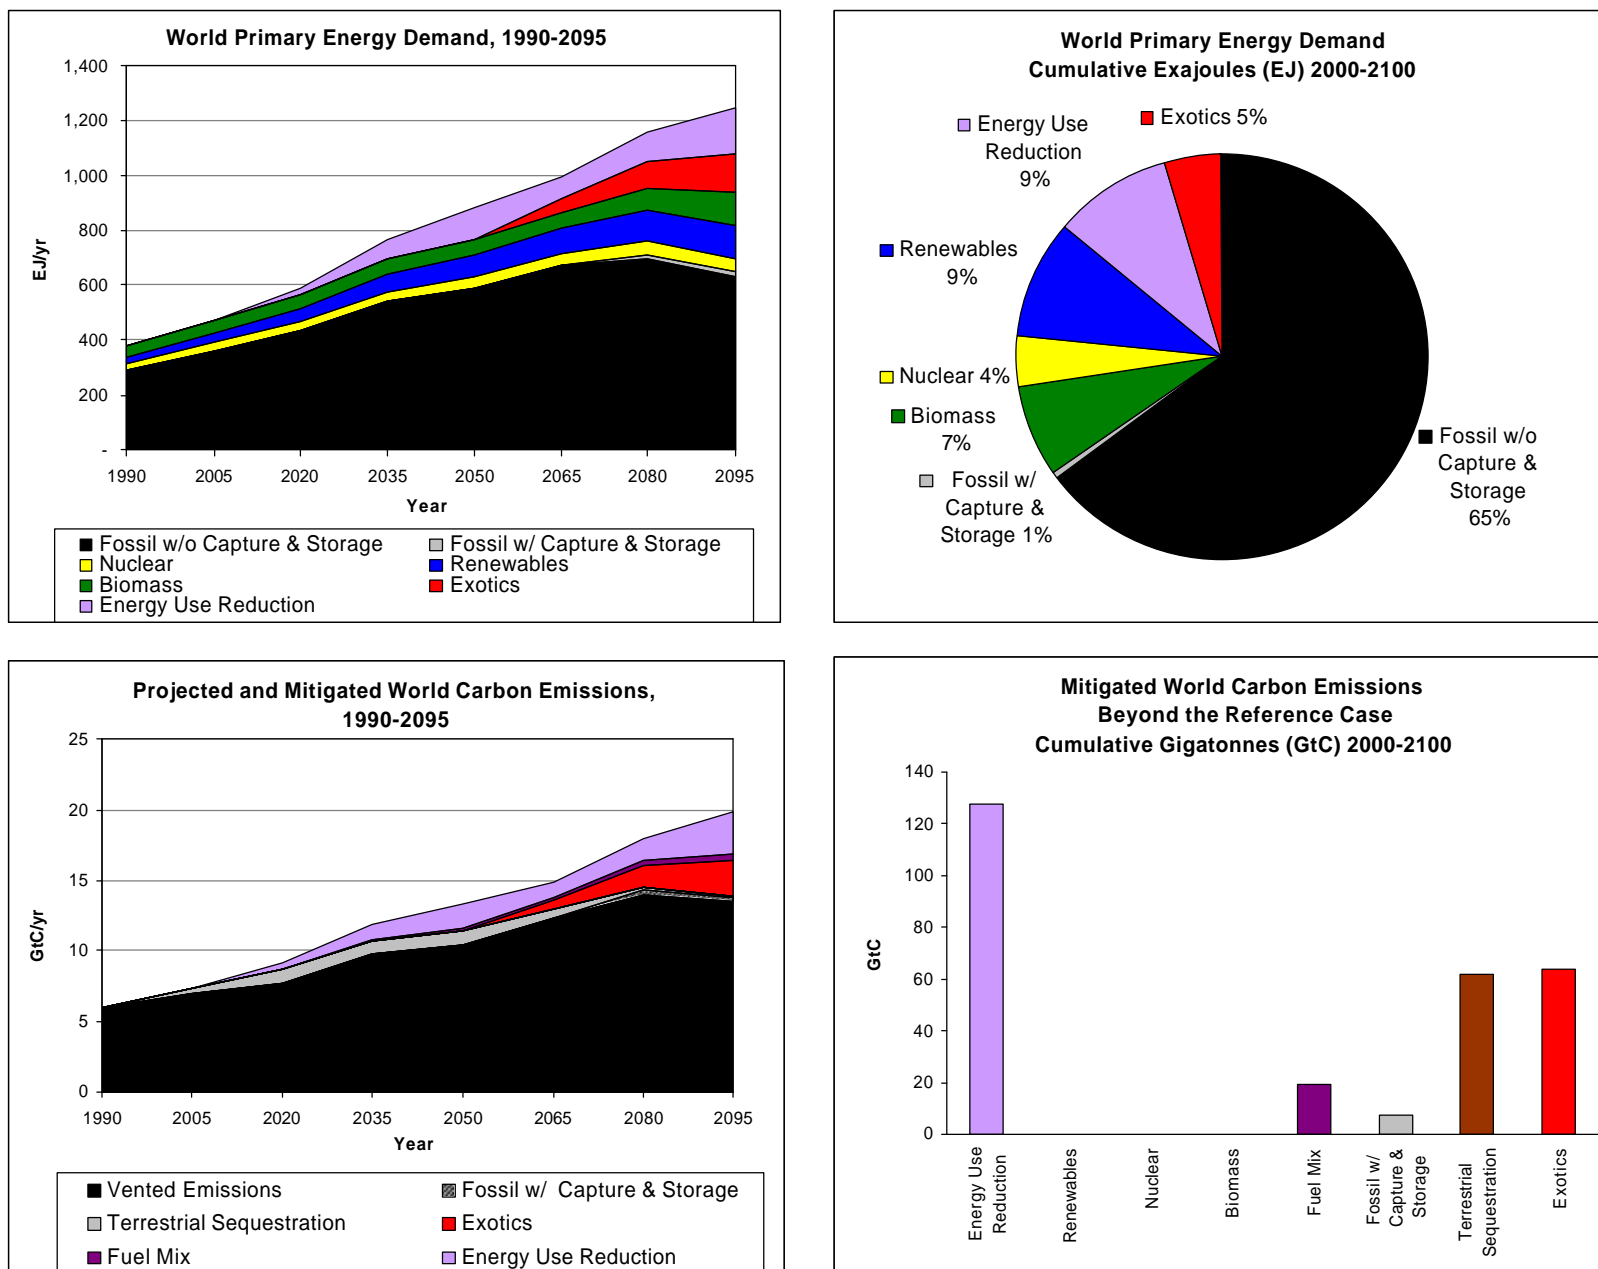 World Primary Energy Demand, 1990-2095
1,400
1,200
1,000
800
600
400
200
-
EJ/yr
1990 2005 2020 2035 2050 2065 2080 2095
Year
Fossil w/o Capture & Storage Fossil w/ Capture & Storage
Nuclear Renewables
Biomass Exotics
Energy Use Reduction
World Primary Energy Demand
Cumulative Exajoules (EJ) 2000-2100
Exotics 5%
Energy Use
Reduction
9%
Renewables
9%
Nuclear 4%
Biomass
7%
Fossil w/
Capture &
Storage 1%
Fossil w/o
Capture &
Storage
65%
Projected and Mitigated World Carbon Emissions,
1990-2095
25
20
15
10
5
0
GtC/yr
1990 2005 2020 2035 2050 2065 2080 2095
Year
Vented Emissions Fossil w/ Capture & Storage
Terrestrial Sequestration Exotics
Fuel Mix Energy Use Reduction
Mitigated World Carbon Emissions
Beyond the Reference Case
Cumulative Gigatonnes (GtC) 2000-2100
140
120
100
80
60
40
20
0
GtC
Energy Use
Reduction
Renewables
Nuclear
Biomass
Fuel Mix
Fossil w/
Capture &
Storage
Terrestrial
Sequestration
Exotics